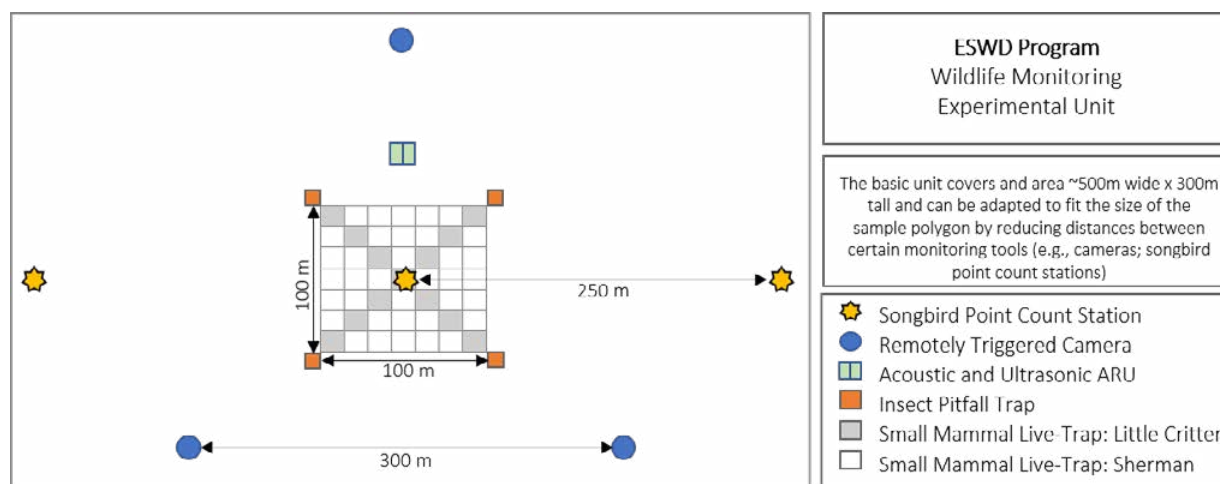 ESWD Program
Wildlife Monitoring
Experimental Unit
The basic unit covers and area ~500m wide x 300m
tall and can be adapted to fit the size of the
sample polygon by reducing distances between
certain monitoring tools (e.g., cameras; songbird
point count stations)
100 m
250 m
100 m
300 m
Songbird Point Count Station
Remotely Triggered Camera
Acoustic and Ultrasonic ARU
Insect Pitfall Trap
Small Mammal Live-Trap: Little Critter
Small Mammal Live-Trap: Sherman